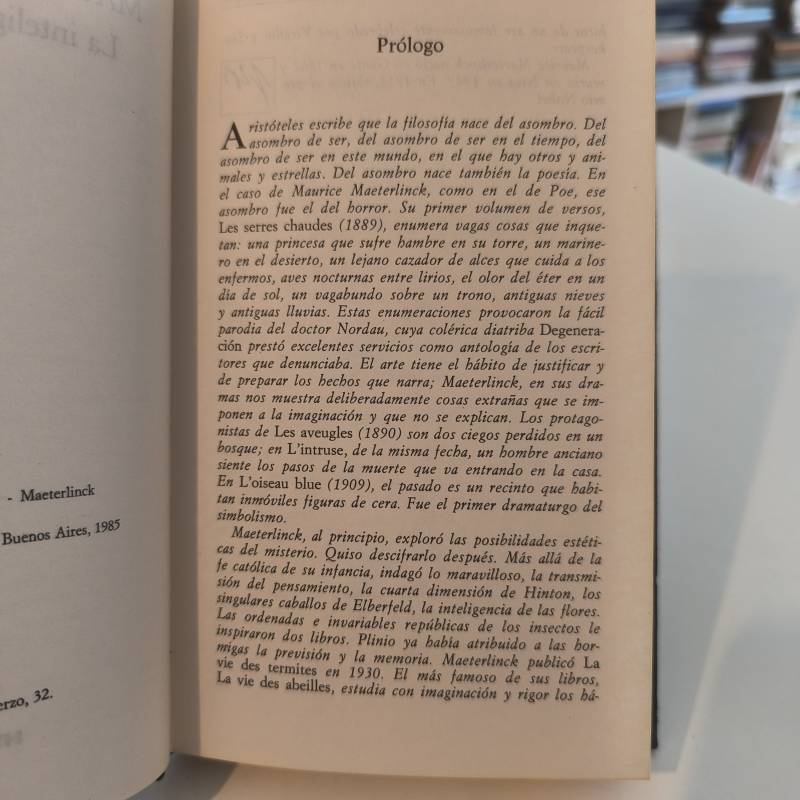 - Maeterlinck
Buenos Aires, 1985
erzo, 32.
Prólogo
Aristóteles escribe que la filosofía nace del asombro. Del
asombro de ser, del asombro de ser en el tiempo, del
asombro de ser en este mundo, en el que hay otros y ani-
males y estrellas. Del asombro nace también la poesía. En
el caso de Maurice Maeterlinck, como en el de Poe, ese
asombro fue el del horror. Su primer volumen de versos,
Les serres chaudes (1889), enumera vagas cosas que inquie-
tan: una princesa que sufre hambre en su torre, un marine-
ro en el desierto, un lejano cazador de alces que cuida a los
enfermos, aves nocturnas entre lirios, el olor del éter en un
día de sol, un vagabundo sobre un trono, antiguas nieves
y antiguas lluvias. Estas enumeraciones provocaron la fácil
parodia del doctor Nordau, cuya colérica diatriba Degenera-
ción prestó excelentes servicios como antología de los escri-
tores que denunciaba. El arte tiene el hábito de justificar y
de preparar los hechos que narra; Maeterlinck, en sus dra-
mas nos muestra deliberadamente cosas extrañas que se im-
ponen a la imaginación y que no se explican. Los protago-
nistas de Les aveugles (1890) son dos ciegos perdidos en un
bosque; en L'intruse, de la misma fecha, un hombre anciano
siente los pasos de la muerte que va entrando en la casa.
En L'oiseau blue (1909), el pasado es un recinto que habi-
tan inmóviles figuras de cera. Fue el primer dramaturgo del
simbolismo.
Maeterlinck, al principio, exploró las posibilidades estéti-
cas del misterio. Quiso descifrarlo después. Más allá de la
fe católica de su infancia, indagó lo maravilloso, la transmi-
sión del pensamiento, la cuarta dimensión de Hinton, los
singulares caballos de Elberfeld, la inteligencia de las flores.
Las ordenadas e invariables repúblicas de los insectos le
inspiraron dos libros. Plinio ya había atribuido a las hor-
migas la previsión y la memoria. Maeterlinck publicó La
vie des termites en 1930. El más famoso de sus libros,
La vie des abeilles, estudia con imaginación y rigor los há-